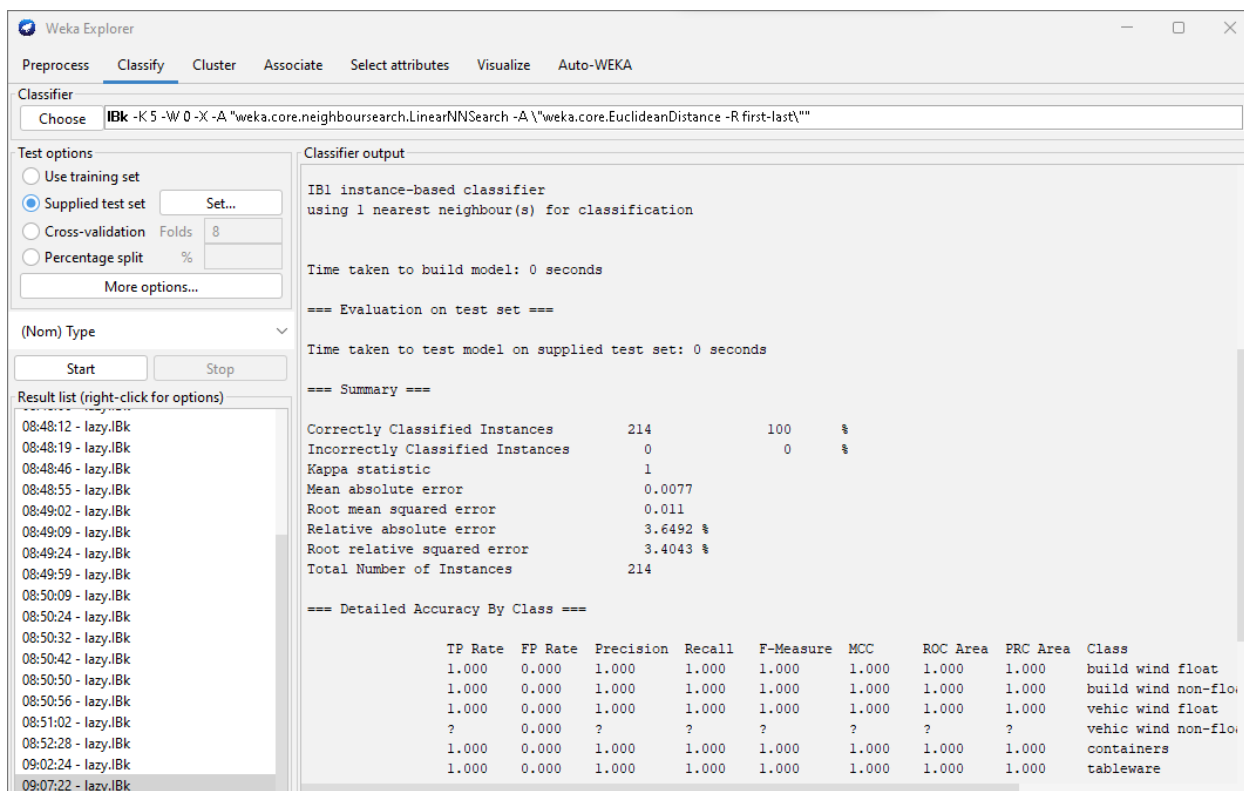 Weka Explorer
Preprocess Classify Cluster Associate Select attributes Visualize Auto-WEKA
Classifier
Choose IBk -K 5 -W 0 -X -A "weka.core.neighboursearch.LinearNNSearch -A \"weka.core.EuclideanDistance -R first-last\""
Test options
Use training set
Supplied test set Set...
Cross-validation Folds 8
Percentage split %
More options...
(Nom) Type
Start Stop
Result list (right-click for options)
08:48:12 - lazy.IBk
08:48:19 - lazy.IBk
08:48:46 - lazy.IBk
08:48:55 - lazy.IBk
08:49:02 - lazy.IBk
08:49:09 - lazy.IBk
08:49:24 - lazy.IBk
08:49:59 - lazy.IBk
08:50:09 - lazy.IBk
08:50:24 - lazy.IBk
08:50:32 - lazy.IBk
08:50:42 - lazy.IBk
08:50:50 - lazy.IBk
08:50:56 - lazy.IBk
08:51:02 - lazy.IBk
08:52:28 - lazy.IBk
09:02:24 - lazy.IBk
09:07:22 - lazy.IBk
Classifier output
IB1 instance-based classifier
using 1 nearest neighbour(s) for classification
Time taken to build model: 0 seconds
=== Evaluation on test set ===
Time taken to test model on supplied test set: 0 seconds
=== Summary ===
Correctly Classified Instances 214 100 %
Incorrectly Classified Instances 0 0 %
Kappa statistic 1
Mean absolute error 0.0077
Root mean squared error 0.011
Relative absolute error 3.6492 %
Root relative squared error 3.4043 %
Total Number of Instances 214
=== Detailed Accuracy By Class ===
TP Rate FP Rate Precision Recall F-Measure MCC ROC Area PRC Area Class
1.000 0.000 1.000 1.000 1.000 1.000 1.000 1.000 build wind float
1.000 0.000 1.000 1.000 1.000 1.000 1.000 1.000 build wind non-flo
1.000 0.000 1.000 1.000 1.000 1.000 1.000 1.000 vehic wind float
? 0.000 ? ? ? ? ? ? vehic wind non-flo
1.000 0.000 1.000 1.000 1.000 1.000 1.000 1.000 containers
1.000 0.000 1.000 1.000 1.000 1.000 1.000 1.000 tableware